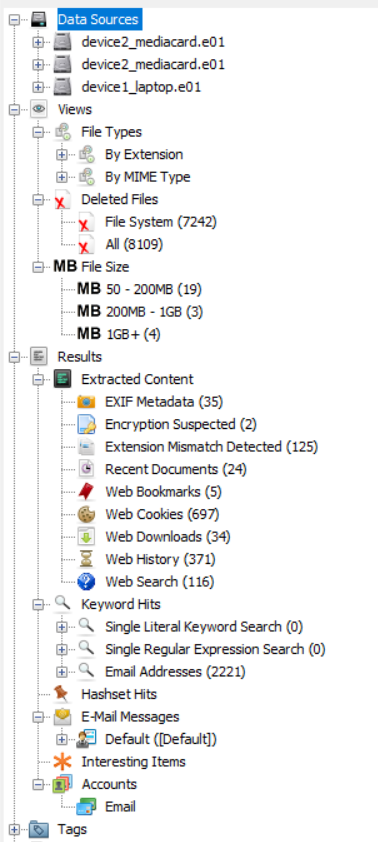 Data Sources
device2_mediacard.e01
device2_mediacard.e01
device1_laptop.e01
Views
File Types
By Extension
By MIME Type
Deleted Files
File System (7242)
All (8109)
MB File Size
MB 50 - 200MB (19)
MB 200MB - 1GB (3)
MB 1GB+ (4)
Results
Extracted Content
EXIF Metadata (35)
Encryption Suspected (2)
Extension Mismatch Detected (125)
Recent Documents (24)
Web Bookmarks (5)
Web Cookies (697)
Web Downloads (34)
Web History (371)
Web Search (116)
Keyword Hits
Single Literal Keyword Search (0)
Single Regular Expression Search (0)
Email Addresses (2221)
Hashset Hits
E-Mail Messages
Default ([Default])
Interesting Items
Accounts
Email
Tags